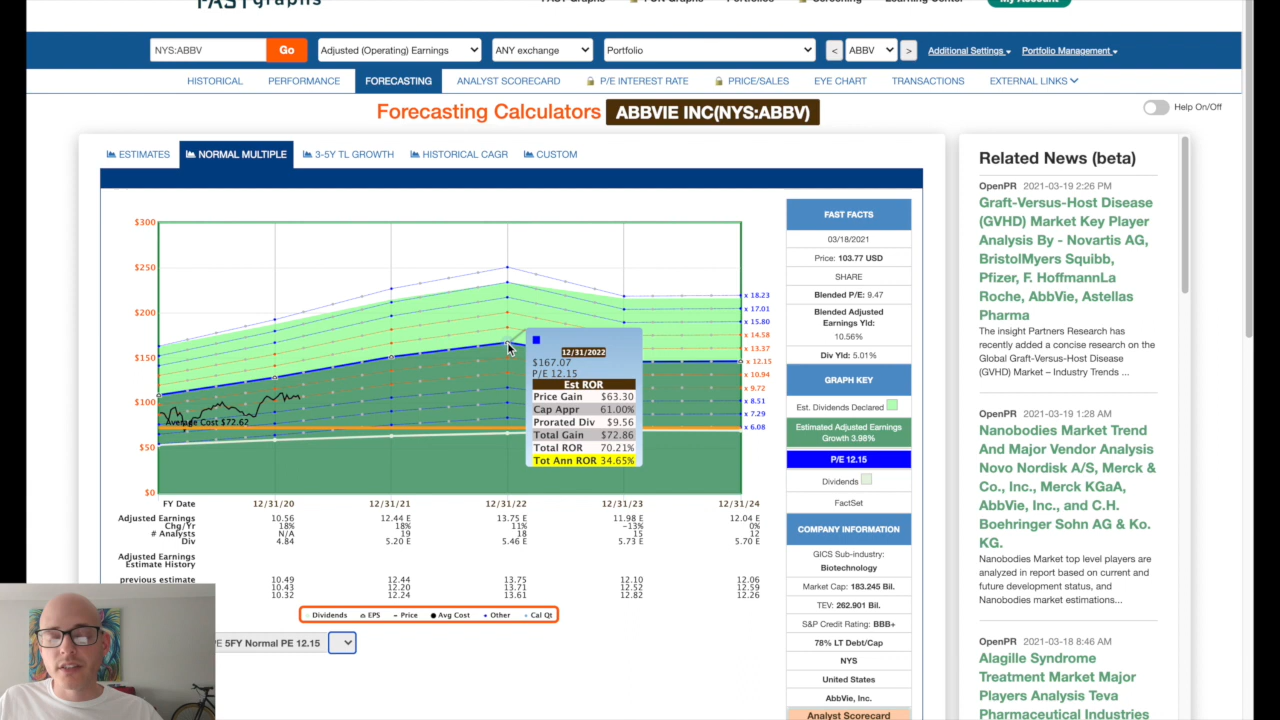 FASTgraphs
FAST Graphs FUN Graphs Portfolios Screening Learning Center My Account
NYS:ABBV Go Adjusted (Operating) Earnings ANY exchange Portfolio < ABBV > Additional Settings Portfolio Management
HISTORICAL PERFORMANCE FORECASTING ANALYST SCORECARD P/E INTEREST RATE PRICE/SALES EYE CHART TRANSACTIONS EXTERNAL LINKS
Forecasting Calculators ABBVIE INC(NYS:ABBV)
Help On/Off
ESTIMATES NORMAL MULTIPLE 3-5Y TL GROWTH HISTORICAL CAGR CUSTOM
$300
$250
$200
$150
$100
$50
$0
Average Cost $72.62
12/31/2022
$167.07
P/E 12.15
Est ROR
Price Gain $63.30
Cap Appr 61.00%
Prorated Div $9.56
Total Gain $72.86
Total ROR 70.21%
Tot Ann ROR 34.65%
x 18.23
x 17.01
x 15.80
x 14.58
x 13.37
x 12.15
x 10.94
x 9.72
x 8.51
x 7.29
x 6.08
FY Date 12/31/20 12/31/21 12/31/22 12/31/23 12/31/24
Adjusted Earnings 10.56 12.44 E 13.75 E 11.98 E 12.04 E
Chg/Yr 18% 18% 11% -13% 0%
# Analysts N/A 19 18 15 12
Div 4.84 5.20 E 5.46 E 5.73 E 5.70 E
Adjusted Earnings
Estimate History
previous estimate 10.49 12.44 13.75 12.10 12.06
10.43 12.20 13.71 12.52 12.59
10.32 12.24 13.61 12.82 12.26
Dividends EPS Price Avg Cost Other Cal Qt
5FY Normal PE 12.15
FAST FACTS
03/18/2021
Price: 103.77 USD
SHARE
Blended P/E: 9.47
Blended Adjusted
Earnings Yld:
10.56%
Div Yld: 5.01%
GRAPH KEY
Est. Dividends Declared
Estimated Adjusted Earnings
Growth 3.98%
P/E 12.15
Dividends
FactSet
COMPANY INFORMATION
GICS Sub-industry:
Biotechnology
Market Cap: 183.245 Bil.
TEV: 262.901 Bil.
S&P Credit Rating: BBB+
78% LT Debt/Cap
NYS
United States
AbbVie, Inc.
Analyst Scorecard
Related News (beta)
OpenPR 2021-03-19 2:26 PM
Graft-Versus-Host Disease
(GVHD) Market Key Player
Analysis By - Novartis AG,
BristolMyers Squibb,
Pfizer, F. HoffmannLa
Roche, AbbVie, Astellas
Pharma
The insight Partners Research has
recently added a concise research on the
Global Graft-Versus-Host Disease
(GVHD) Market – Industry Trends ...
OpenPR 2021-03-19 1:28 AM
Nanobodies Market Trend
And Major Vendor Analysis
Novo Nordisk A/S, Merck &
Co., Inc., Merck KGaA,
AbbVie, Inc., and C.H.
Boehringer Sohn AG & Ko.
KG.
Nanobodies Market top level players are
analyzed in report based on current and
future development status, and
Nanobodies market estimations...
OpenPR 2021-03-18 8:46 AM
Alagille Syndrome
Treatment Market Major
Players Analysis Teva
Pharmaceutical Industries